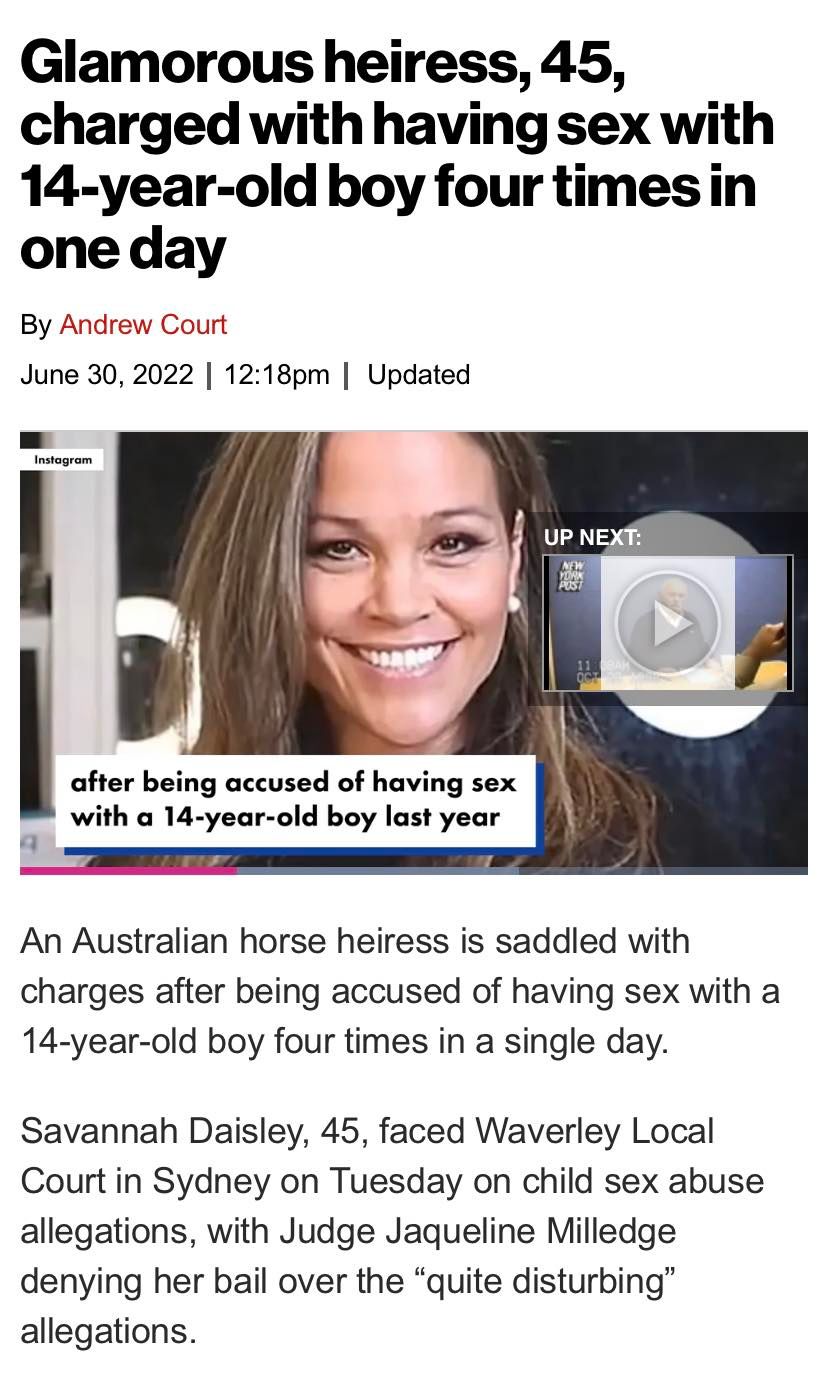 Glamorous heiress, 45,
charged with having sex with
14-year-old boy four times in
one day
By Andrew Court
June 30, 2022 | 12:18pm | Updated
Instagram
UP NEXT:
NEW
YORK
POST
after being accused of having sex
with a 14-year-old boy last year
An Australian horse heiress is saddled with
charges after being accused of having sex with a
14-year-old boy four times in a single day.
Savannah Daisley, 45, faced Waverley Local
Court in Sydney on Tuesday on child sex abuse
allegations, with Judge Jaqueline Milledge
denying her bail over the “quite disturbing”
allegations.